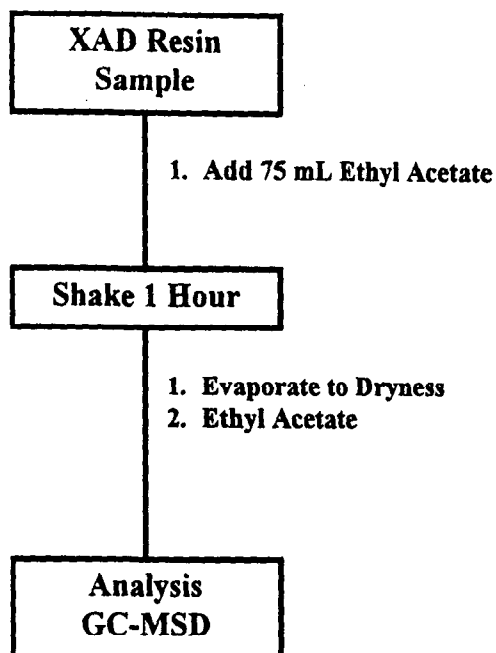 XAD Resin
Sample
1. Add 75 mL Ethyl Acetate
Shake 1 Hour
1. Evaporate to Dryness
2. Ethyl Acetate
Analysis
GC-MSD